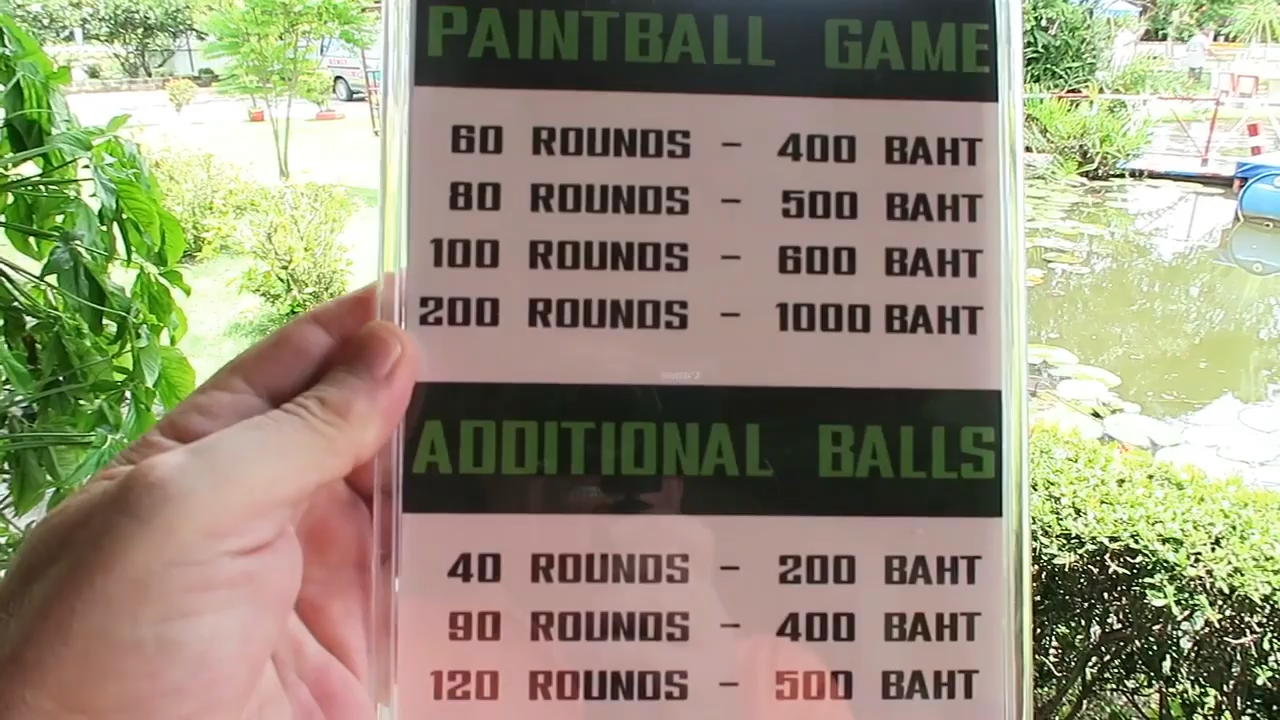 PAINTBALL GAME
60 ROUNDS - 400 BAHT
80 ROUNDS - 500 BAHT
100 ROUNDS - 600 BAHT
200 ROUNDS - 1000 BAHT
ADDITIONAL BALLS
40 ROUNDS - 200 BAHT
90 ROUNDS - 400 BAHT
120 ROUNDS - 500 BAHT